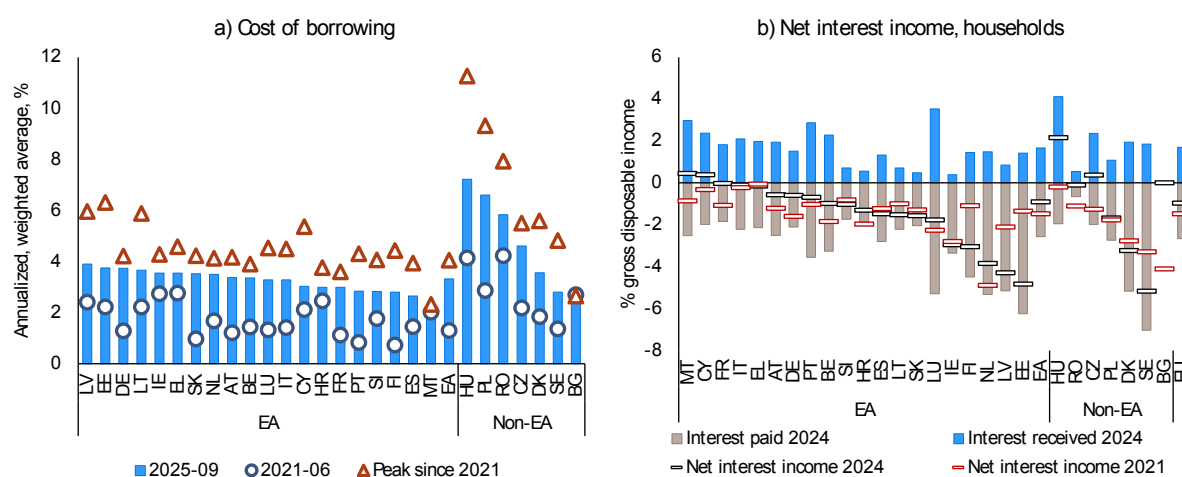 a) Cost of borrowing
Annualized, weighted average, %
12
10
8
6
4
2
0
LV EE DE LT IE EL SK NL AT BE LU IT CY HR FR PT SI FI ES MT EA HU PL RO CZ DK SE BG
EA Non-EA
2025-09 2021-06 Peak since 2021
b) Net interest income, households
% gross disposable income
6
4
2
0
-2
-4
-6
-8
MT CY FR IT EL AT DE PT BE SI HR ES LT SK LU IE FI NL LV EE EA HU RO CZ PL DK SE BG EU
EA Non-EA
Interest paid 2024 Interest received 2024
Net interest income 2024 Net interest income 2021